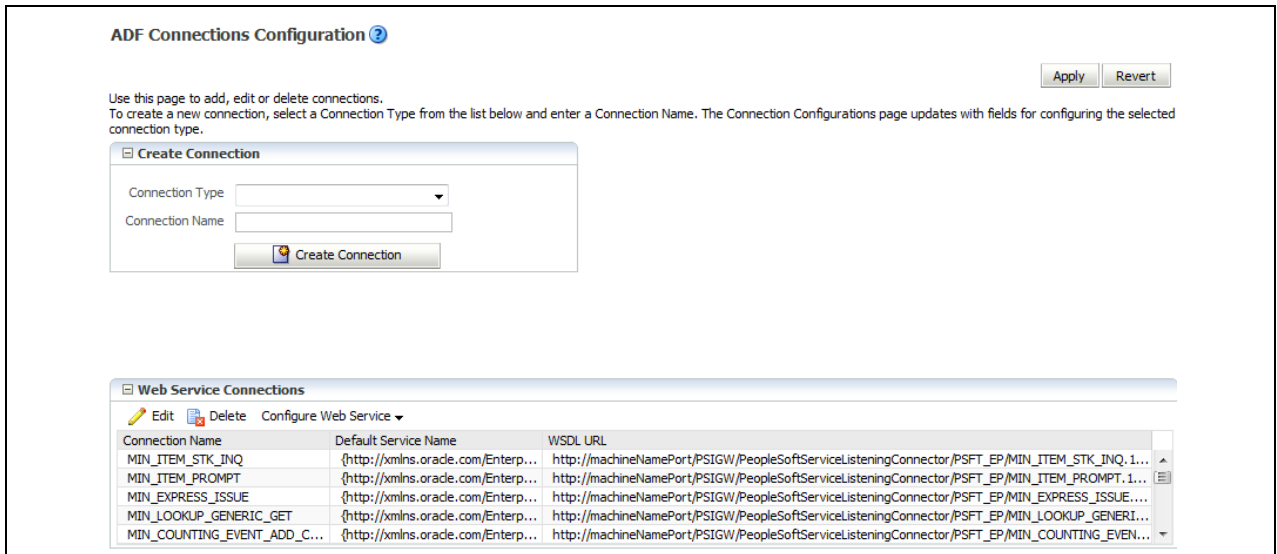 ADF Connections Configuration ?
Apply Revert
Use this page to add, edit or delete connections.
To create a new connection, select a Connection Type from the list below and enter a Connection Name. The Connection Configurations page updates with fields for configuring the selected
connection type.
Create Connection
Connection Type
Connection Name
Create Connection
Web Service Connections
Edit Delete Configure Web Service
Connection Name Default Service Name WSDL URL
MIN_ITEM_STK_INQ {http://xmlns.oracle.com/Enterp... http://machineNamePort/PSIGW/PeopleSoftServiceListeningConnector/PSFT_EP/MIN_ITEM_STK_INQ.1...
MIN_ITEM_PROMPT {http://xmlns.oracle.com/Enterp... http://machineNamePort/PSIGW/PeopleSoftServiceListeningConnector/PSFT_EP/MIN_ITEM_PROMPT.1...
MIN_EXPRESS_ISSUE {http://xmlns.oracle.com/Enterp... http://machineNamePort/PSIGW/PeopleSoftServiceListeningConnector/PSFT_EP/MIN_EXPRESS_ISSUE....
MIN_LOOKUP_GENERIC_GET {http://xmlns.oracle.com/Enterp... http://machineNamePort/PSIGW/PeopleSoftServiceListeningConnector/PSFT_EP/MIN_LOOKUP_GENERI...
MIN_COUNTING_EVENT_ADD_C... {http://xmlns.oracle.com/Enterp... http://machineNamePort/PSIGW/PeopleSoftServiceListeningConnector/PSFT_EP/MIN_COUNTING_EVEN...